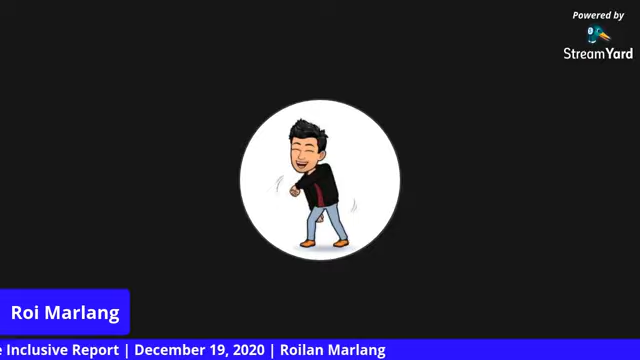 Powered by
StreamYard
Roi Marlang
e Inclusive Report | December 19, 2020 | Roilan Marlang